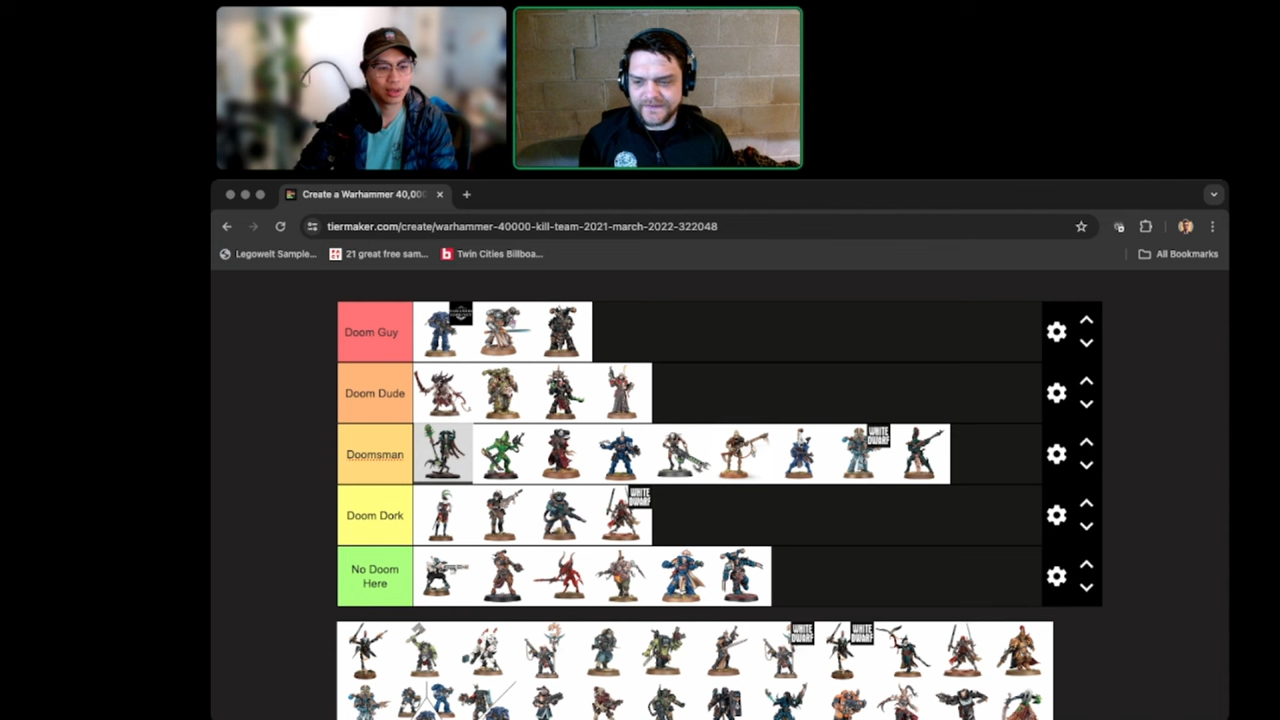 Create a Warhammer 40,000
tiermaker.com/create/warhammer-40000-kill-team-2021-march-2022-322048
Legowelt Sample...
21 great free sam...
b Twin Cities Billboa...
All Bookmarks
Doom Guy
Doom Dude
Doomsman
WHITE
DWARF
Doom Dork
WHITE
DWARF
No Doom
Here
WHITE
DWARF
WHITE
DWARF